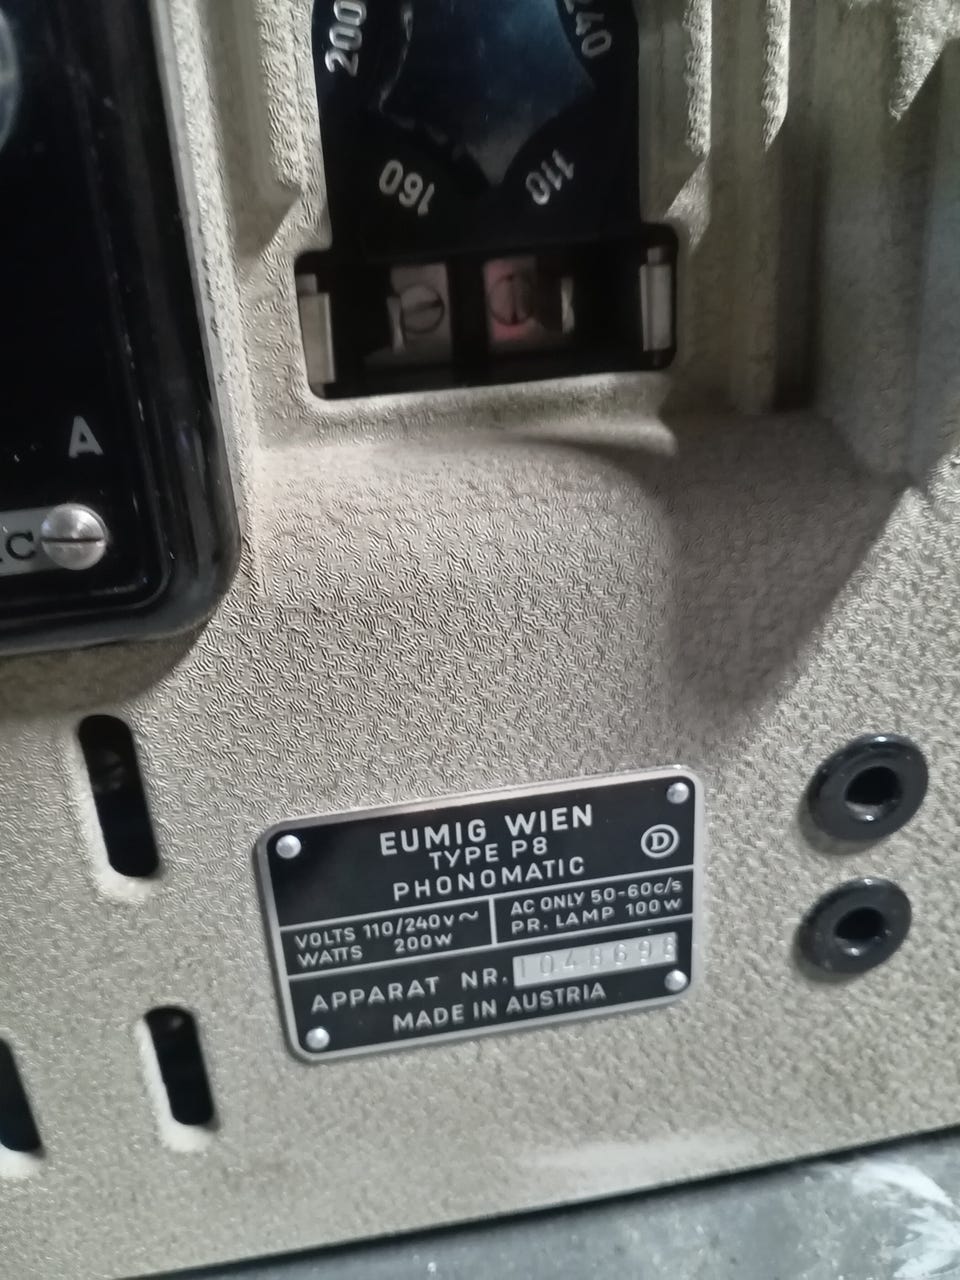 200
240
160
110
A
C
EUMIG WIEN
TYPE P8
D
PHONOMATIC
VOLTS 110/240V~
WATTS 200W
AC ONLY 50-60c/s
PR. LAMP 100W
APPARAT NR.
MADE IN AUSTRIA